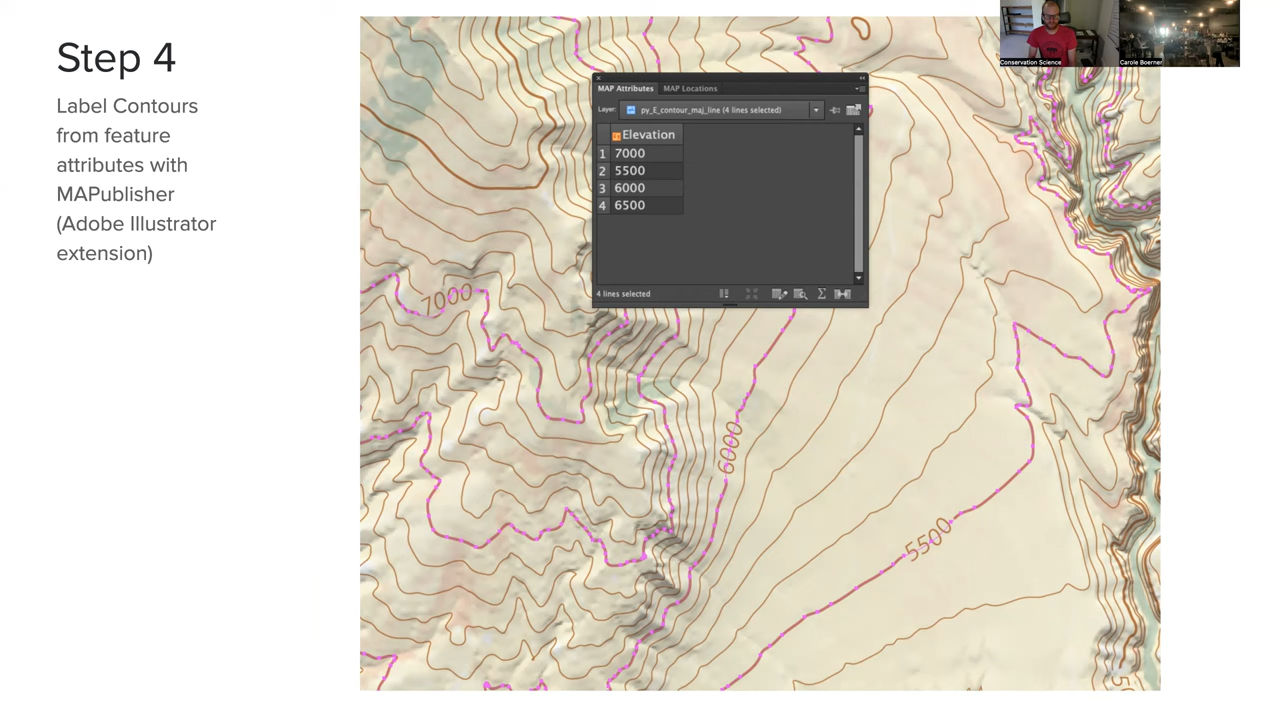 Step 4
Label Contours
from feature
attributes with
MAPublisher
(Adobe Illustrator
extension)
Conservation Science
Carole Boerner
MAP Attributes
MAP Locations
Layer:
py_E_contour_maj_line (4 lines selected)
Elevation
1 7000
2 5500
3 6000
4 6500
4 lines selected
Σ
7000
6000
5500